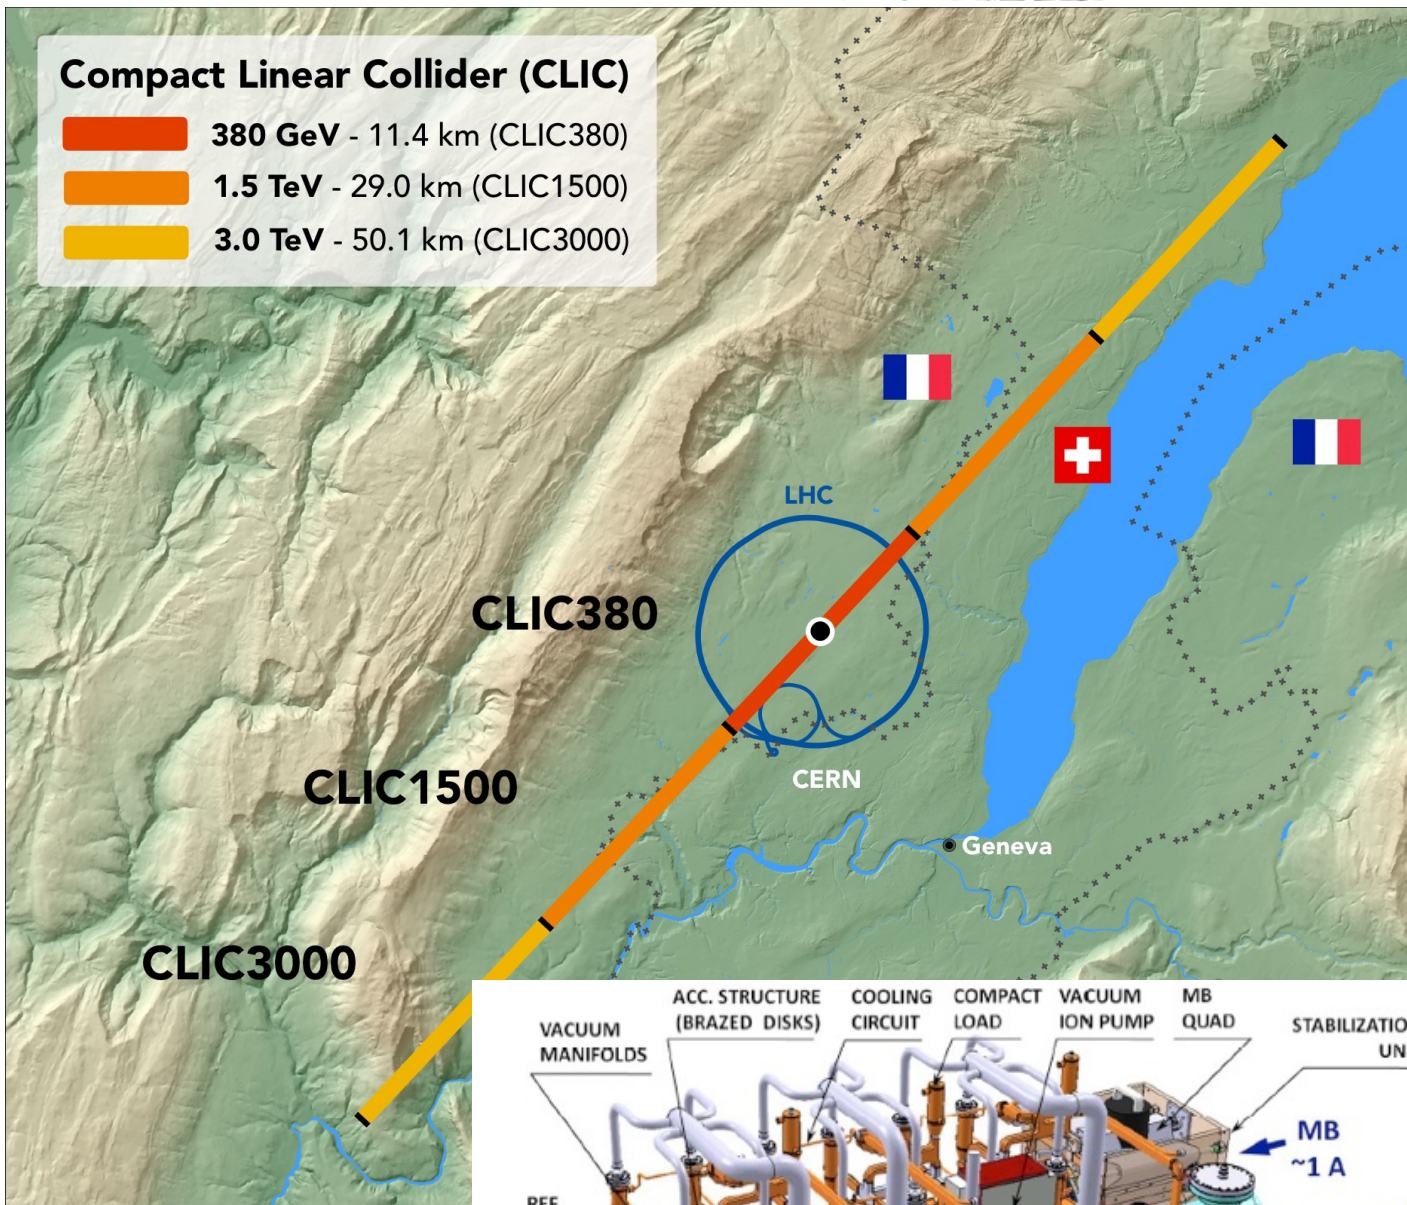 Compact Linear Collider (CLIC)
380 GeV - 11.4 km (CLIC380)
1.5 TeV - 29.0 km (CLIC1500)
3.0 TeV - 50.1 km (CLIC3000)
LHC
CLIC380
CERN
CLIC1500
Geneva
CLIC3000
VACUUM
MANIFOLDS
ACC. STRUCTURE
(BRAZED DISKS)
COOLING
CIRCUIT
COMPACT
LOAD
VACUUM
ION PUMP
MB
QUAD
STABILIZATIO
UN
MB
~1 A